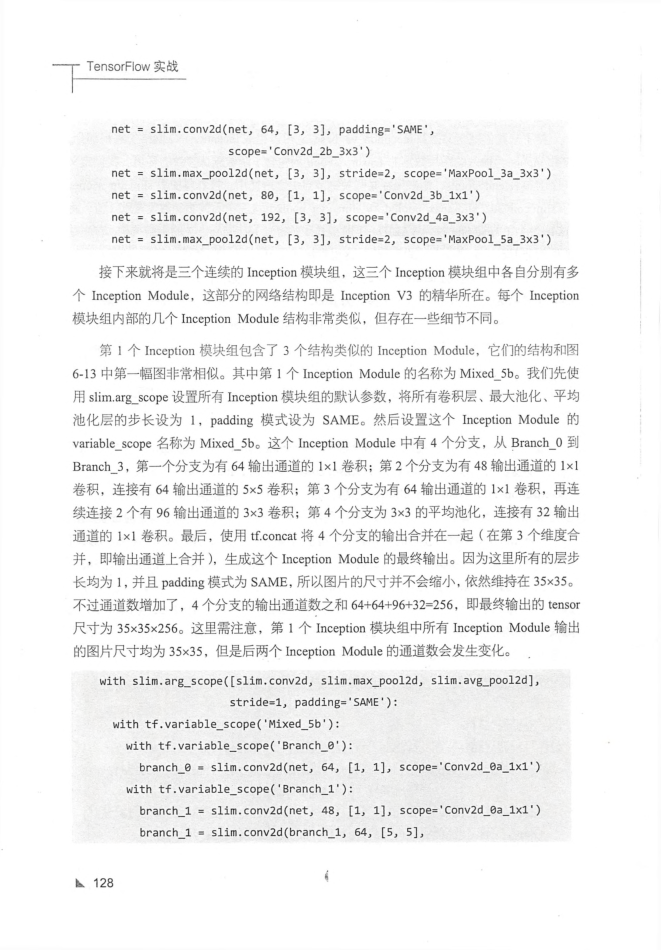 TensorFlow 实战
net = slim.conv2d(net, 64, [3, 3], padding='SAME',
scope='Conv2d_2b_3x3')
net = slim.max_pool2d(net, [3, 3], stride=2, scope='MaxPool_3a_3x3')
net = slim.conv2d(net, 80, [1, 1], scope='Conv2d_3b_1x1')
net = slim.conv2d(net, 192, [3, 3], scope='Conv2d_4a_3x3')
net = slim.max_pool2d(net, [3, 3], stride=2, scope='MaxPool_5a_3x3')
接下来就将是三个连续的 Inception 模块组，这三个 Inception 模块组中各自分别有多
个 Inception Module，这部分的网络结构即是 Inception V3 的精华所在。每个 Inception
模块组内部的几个 Inception Module 结构非常类似，但存在一些细节不同。
第 1 个 Inception 模块组包含了 3 个结构类似的 Inception Module，它们的结构和图
6-13 中第一幅图非常相似。其中第 1 个 Inception Module 的名称为 Mixed_5b。我们先使
用 slim.arg_scope 设置所有 Inception 模块组的默认参数，将所有卷积层、最大池化、平均
池化层的步长设为 1，padding 模式设为 SAME。然后设置这个 Inception Module 的
variable_scope 名称为 Mixed_5b。这个 Inception Module 中有 4 个分支，从 Branch_0 到
Branch_3，第一个分支为有 64 输出通道的 1×1 卷积；第 2 个分支为有 48 输出通道的 1×1
卷积，连接有 64 输出通道的 5×5 卷积；第 3 个分支为有 64 输出通道的 1×1 卷积，再连
续连接 2 个有 96 输出通道的 3×3 卷积；第 4 个分支为 3×3 的平均池化，连接有 32 输出
通道的 1×1 卷积。最后，使用 tf.concat 将 4 个分支的输出合并在一起（在第 3 个维度合
并，即输出通道上合并），生成这个 Inception Module 的最终输出。因为这里所有的层步
长均为 1，并且 padding 模式为 SAME，所以图片的尺寸并不会缩小，依然维持在 35×35。
不过通道数增加了，4 个分支的输出通道数之和 64+64+96+32=256，即最终输出的 tensor
尺寸为 35×35×256。这里需注意，第 1 个 Inception 模块组中所有 Inception Module 输出
的图片尺寸均为 35×35，但是后两个 Inception Module 的通道数会发生变化。
with slim.arg_scope([slim.conv2d, slim.max_pool2d, slim.avg_pool2d],
stride=1, padding='SAME'):
with tf.variable_scope('Mixed_5b'):
with tf.variable_scope('Branch_0'):
branch_0 = slim.conv2d(net, 64, [1, 1], scope='Conv2d_0a_1x1')
with tf.variable_scope('Branch_1'):
branch_1 = slim.conv2d(net, 48, [1, 1], scope='Conv2d_0a_1x1')
branch_1 = slim.conv2d(branch_1, 64, [5, 5],
128